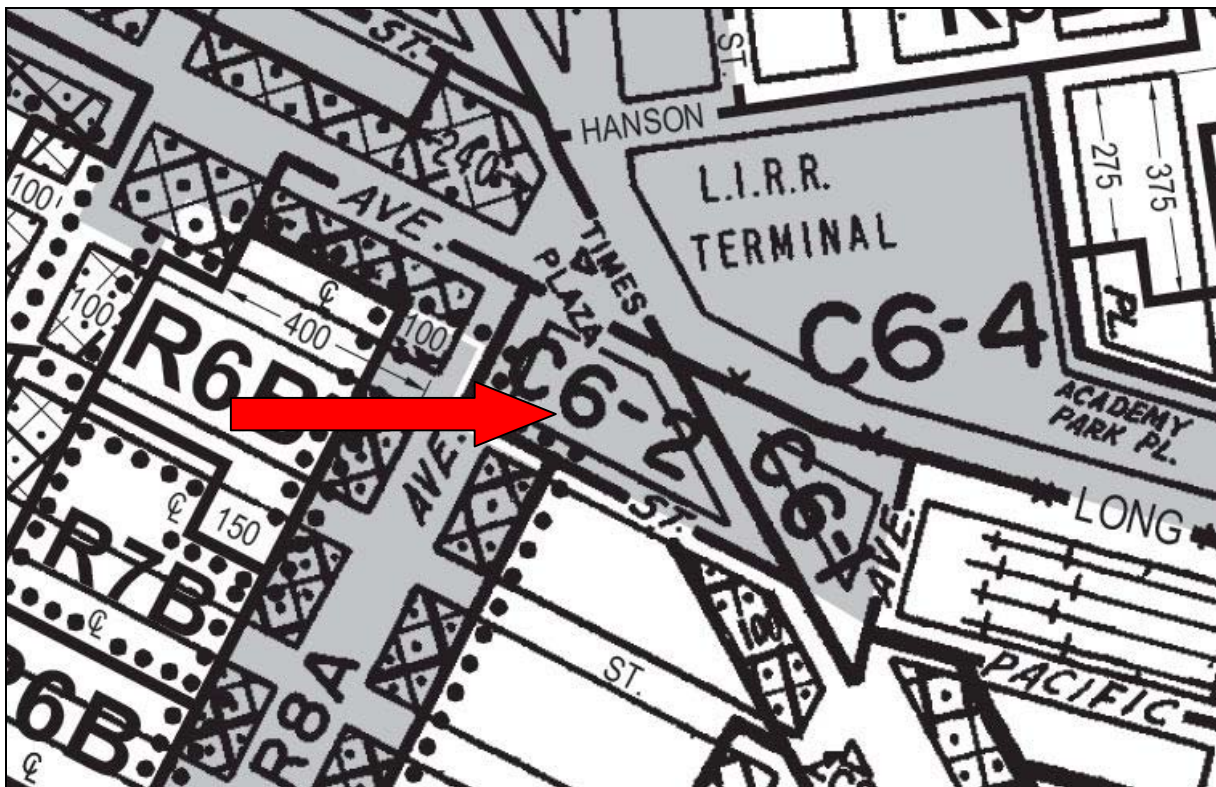 ST.
ST.
HANSON
240
L.I.R.R.
TERMINAL
275
375
100'
AVE.
TIMES
PLAZA
C6-4
PL.
100
℄
400
100
R6B
C6-2
ACADEMY
PARK PL.
AVE.
C6-4
AVE.
LONG
℄
150
ST.
R7B
℄
100
ST.
PACIFIC
R8A
6B
℄